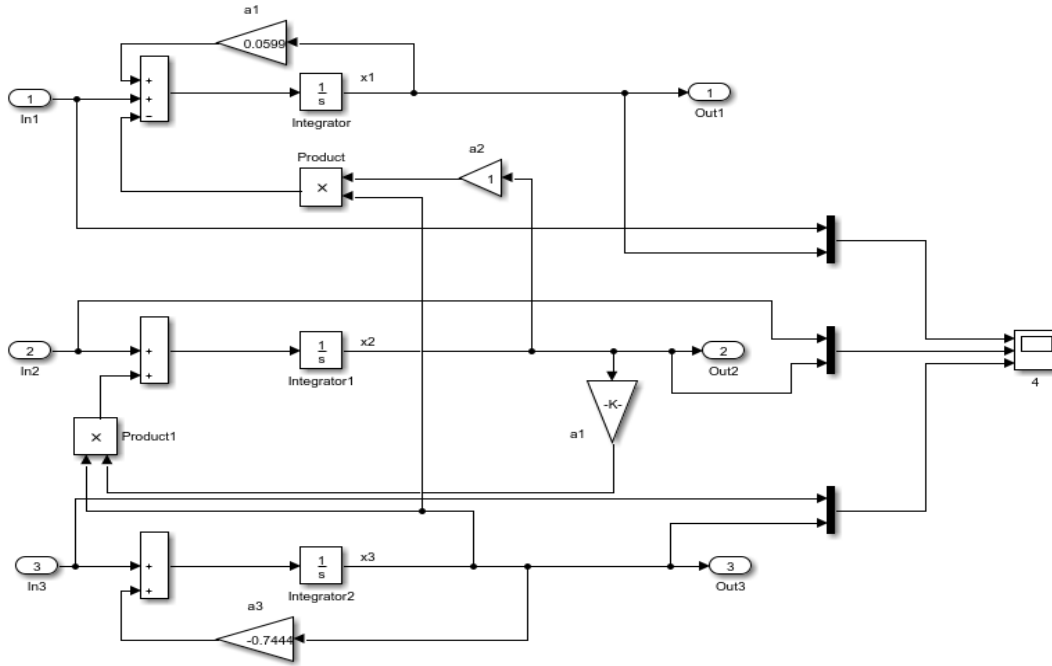 a1
0.0599
+
+
−
1
In1
1
s
Integrator
x1
1
Out1
Product
×
a2
1
2
In2
+
+
1
s
Integrator1
x2
2
Out2
4
-K-
a1
×
Product1
3
In3
+
+
1
s
Integrator2
x3
3
Out3
a3
-0.7444